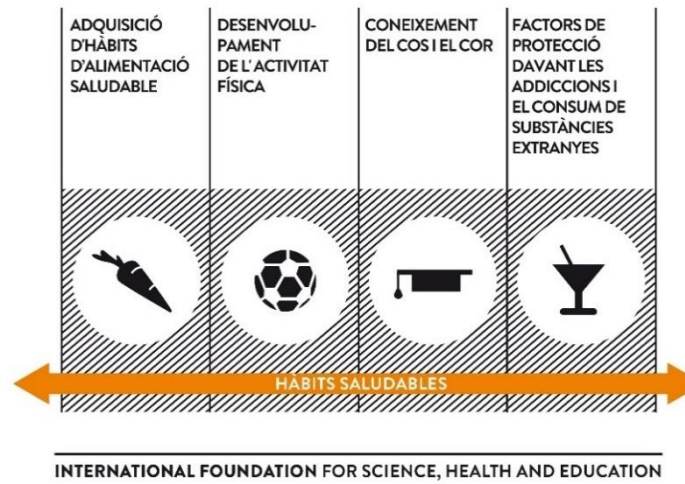 ADQUISICIÓ
D'HÀBITS
D'ALIMENTACIÓ
SALUDABLE
DESENVOLU-
PAMENT
DE L'ACTIVITAT
FÍSICA
CONEIXEMENT
DEL COS I EL COR
FACTORS DE
PROTECCIÓ
DAVANT LES
ADDICCIONS I
EL CONSUM DE
SUBSTÀNCIES
EXTRANYES
HÀBITS SALUDABLES
INTERNATIONAL FOUNDATION FOR SCIENCE, HEALTH AND EDUCATION